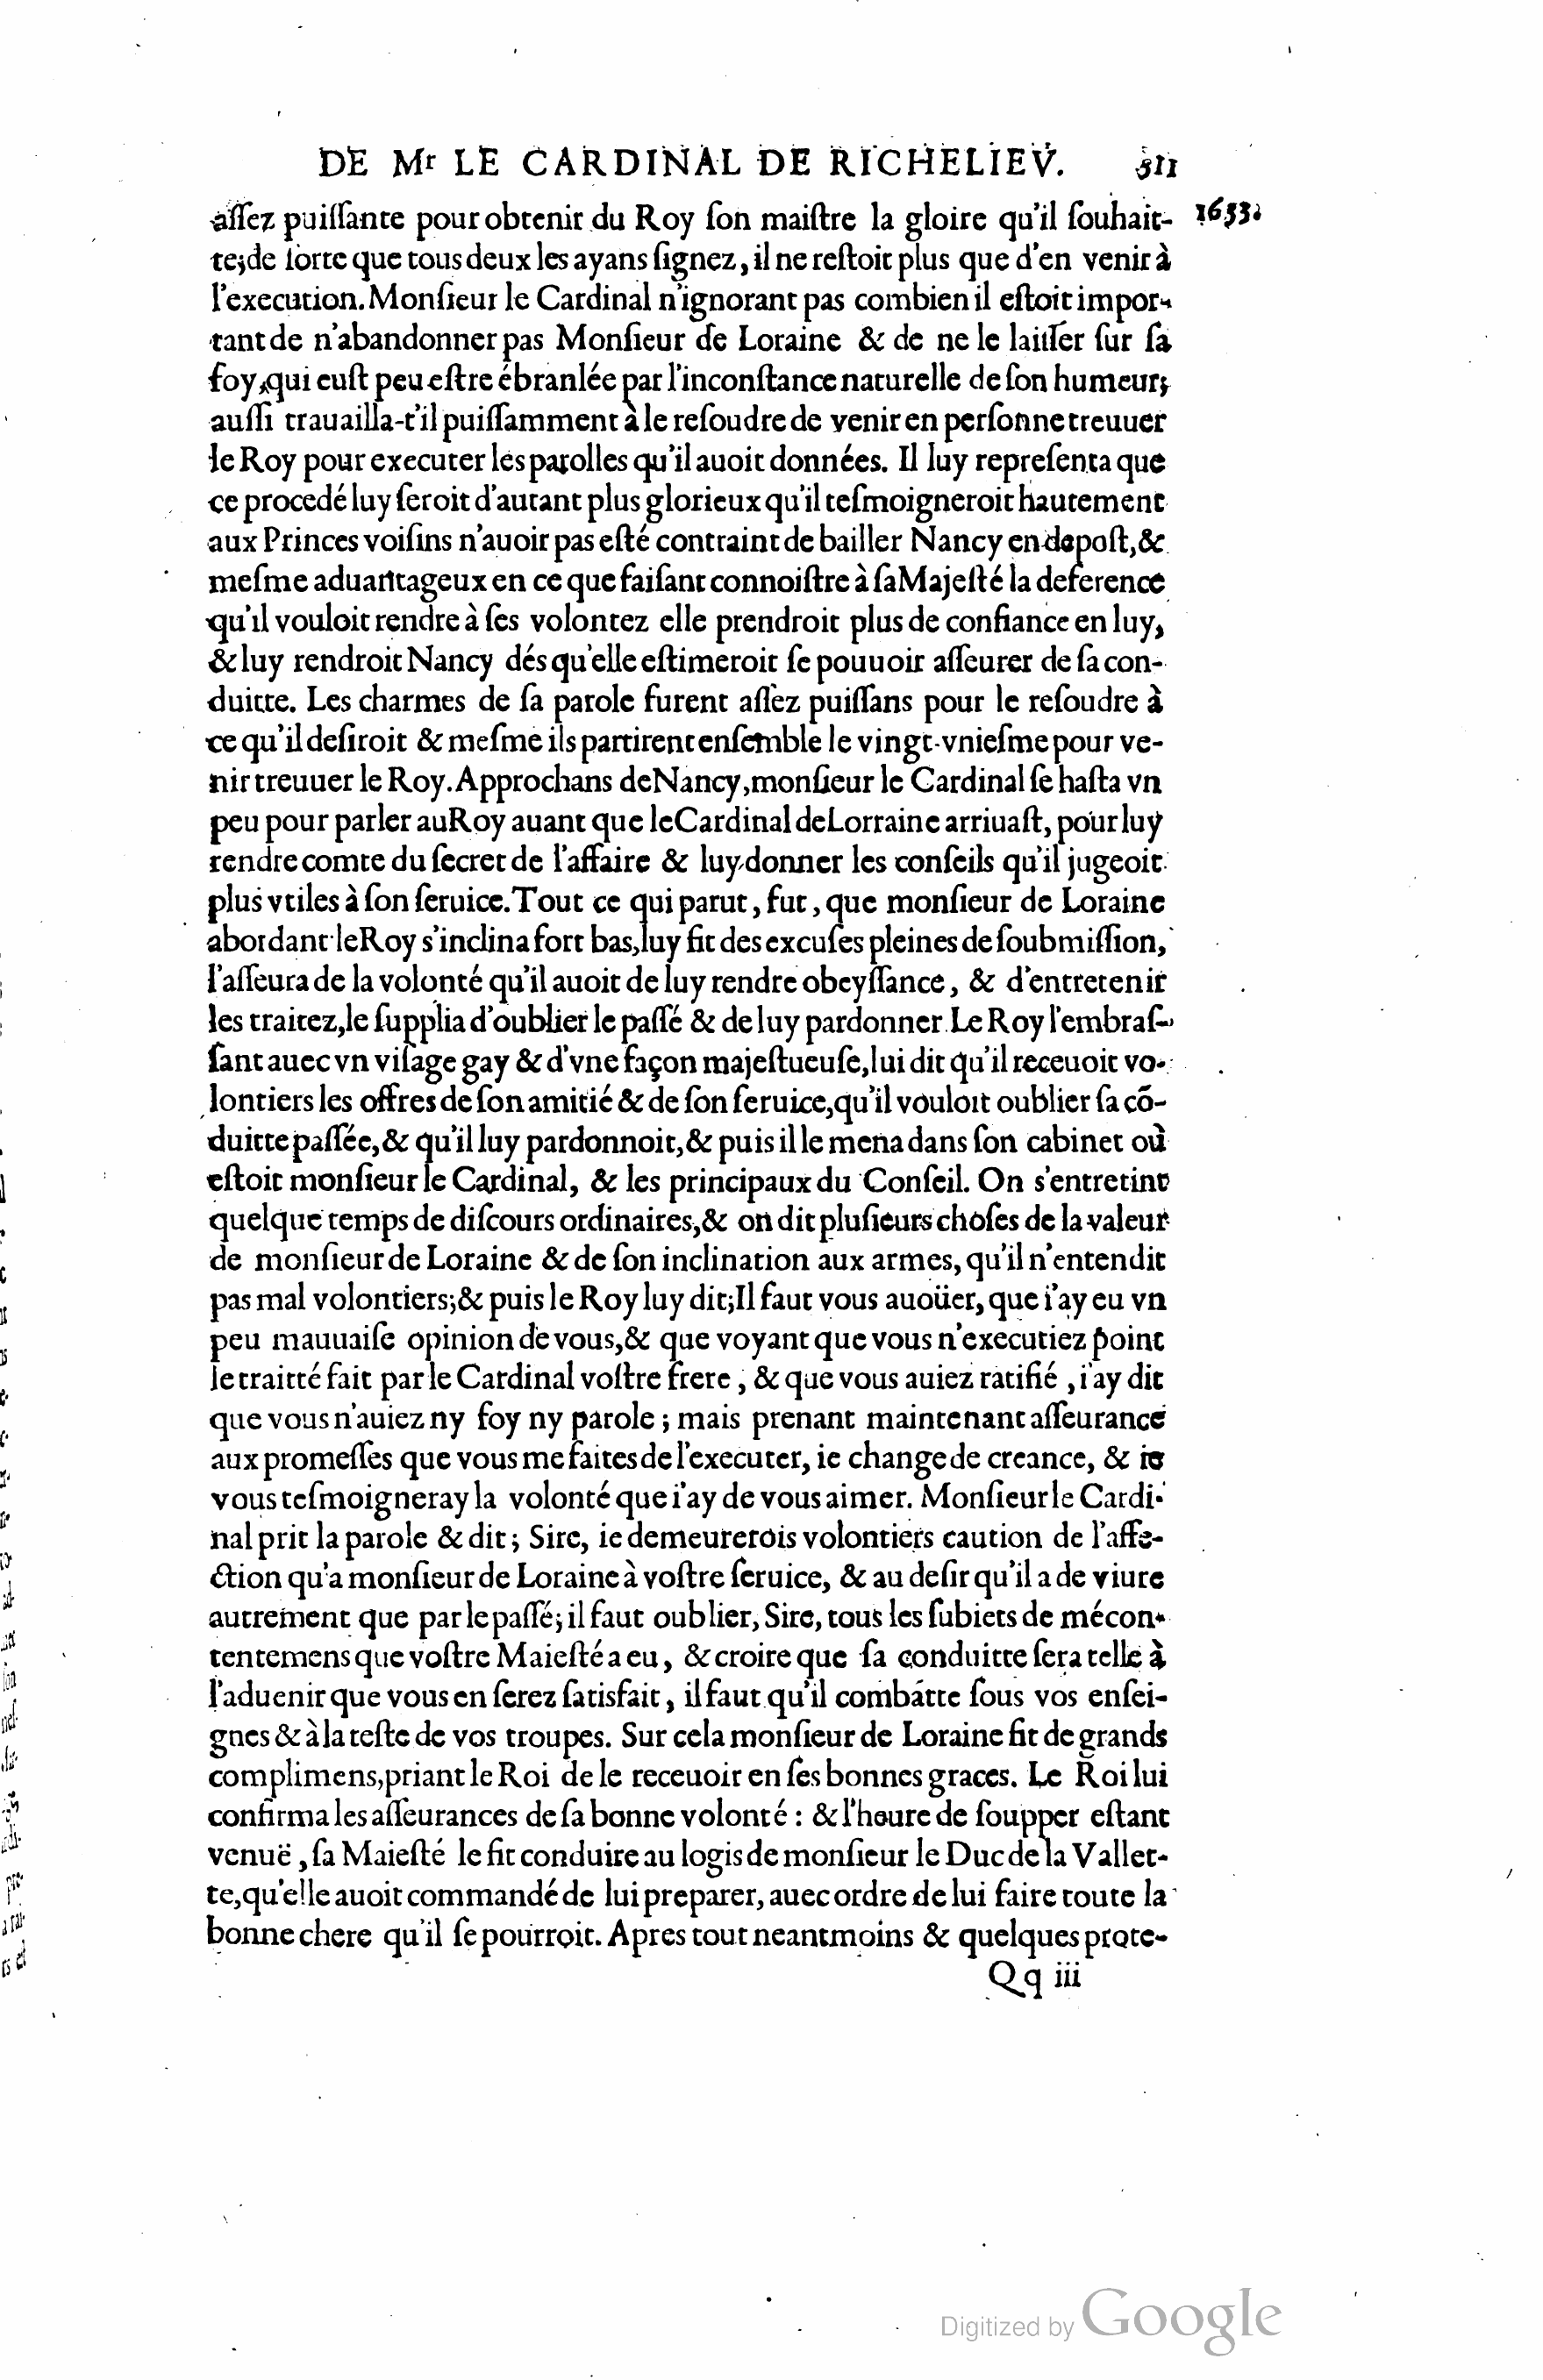 DE Mr LE CARDINAL DE RICHELIEV. 311
aſſez puiſſante pour obtenir du Roy ſon maiſtre la gloire qu'il ſouhait- 1633.
te; de ſorte que tous deux les ayans ſignez, il ne reſtoit plus que d'en venir à
l'execution. Monſieur le Cardinal n'ignorant pas combien il eſtoit impor-
tant de n'abandonner pas Monſieur de Loraine & de ne le laiſſer ſur ſa
foy, qui euſt peu eſtre ébranlée par l'inconſtance naturelle de ſon humeur;
auſſi trauailla-t'il puiſſamment à le reſoudre de venir en perſonne treuuer
le Roy pour executer les parolles qu'il auoit données. Il luy repreſenta que
ce procedé luy ſeroit d'autant plus glorieux qu'il teſmoigneroit hautement
aux Princes voiſins n'auoir pas eſté contraint de bailler Nancy en depoſt, &
meſme aduantageux en ce que faiſant connoiſtre à ſa Majeſté la deference
qu'il vouloit rendre à ſes volontez elle prendroit plus de confiance en luy,
& luy rendroit Nancy dés qu'elle eſtimeroit ſe pouuoir aſſeurer de ſa con-
duitte. Les charmes de ſa parole furent aſſez puiſſans pour le reſoudre à
ce qu'il deſiroit & meſme ils partirent enſemble le vingt-vnieſme pour ve-
nir treuuer le Roy. Approchans de Nancy, monſieur le Cardinal ſe haſta vn
peu pour parler au Roy auant que le Cardinal de Lorraine arriuaſt, pour luy
rendre comte du ſecret de l'affaire & luy donner les conſeils qu'il jugeoit
plus vtiles à ſon ſeruice. Tout ce qui parut, fut, que monſieur de Loraine
abordant le Roy s'inclina fort bas, luy fit des excuſes pleines de ſoubmiſſion,
l'aſſeura de la volonté qu'il auoit de luy rendre obeyſſance, & d'entretenir
les traitez, le ſupplia d'oublier le paſſé & de luy pardonner. Le Roy l'embraſ-
ſant auec vn viſage gay & d'vne façon majeſtueuſe, lui dit qu'il receuoit vo-
lontiers les offres de ſon amitié & de ſon ſeruice, qu'il vouloit oublier ſa cõ-
duitte paſſée, & qu'il luy pardonnoit, & puis il le mena dans ſon cabinet où
eſtoit monſieur le Cardinal, & les principaux du Conſeil. On s'entretint
quelque temps de diſcours ordinaires, & on dit pluſieurs choſes de la valeur
de monſieur de Loraine & de ſon inclination aux armes, qu'il n'entendit
pas mal volontiers; & puis le Roy luy dit; Il faut vous auoüer, que i'ay eu vn
peu mauuaiſe opinion de vous, & que voyant que vous n'executiez point
le traitté fait par le Cardinal voſtre frere, & que vous auiez ratifié, i'ay dit
que vous n'auiez ny foy ny parole; mais prenant maintenant aſſeurance
aux promeſſes que vous me faites de l'executer, ie change de creance, & ie
vous teſmoigneray la volonté que i'ay de vous aimer. Monſieur le Cardi-
nal prit la parole & dit; Sire, ie demeurerois volontiers caution de l'affe-
ction qu'a monſieur de Loraine à voſtre ſeruice, & au deſir qu'il a de viure
autrement que par le paſſé; il faut oublier, Sire, tous les ſubiets de mécon-
tentemens que voſtre Maieſté a eu, & croire que ſa conduitte ſera telle à
l'aduenir que vous en ſerez ſatisfait, il faut qu'il combatte ſous vos enſei-
gnes & à la teſte de vos troupes. Sur cela monſieur de Loraine fit de grands
complimens, priant le Roi de le receuoir en ſes bonnes graces. Le Roi lui
confirma les aſſeurances de ſa bonne volonté : & l'heure de ſoupper eſtant
venuë, ſa Maieſté le fit conduire au logis de monſieur le Duc de la Vallet-
te, qu'elle auoit commandé de lui preparer, auec ordre de lui faire toute la
bonne chere qu'il ſe pourroit. Apres tout neantmoins & quelques prote-
Qq iii
Digitized by Google